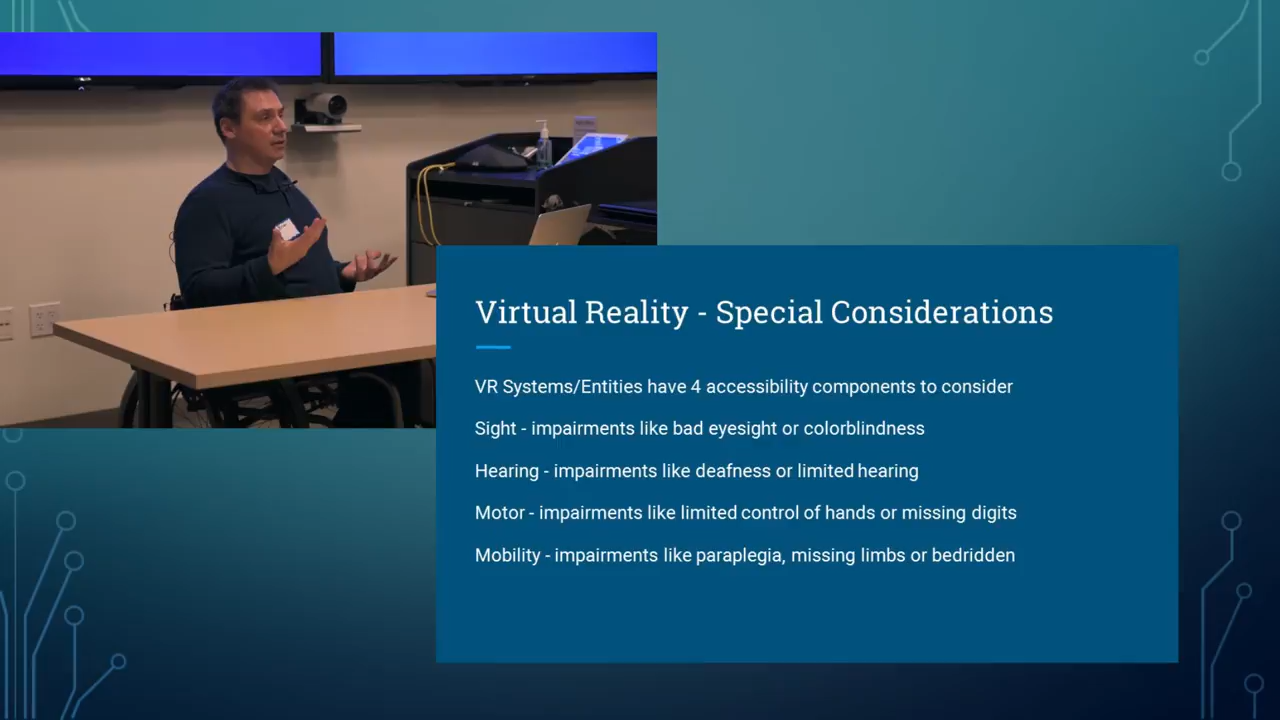 Virtual Reality - Special Considerations
VR Systems/Entities have 4 accessibility components to consider
Sight - impairments like bad eyesight or colorblindness
Hearing - impairments like deafness or limited hearing
Motor - impairments like limited control of hands or missing digits
Mobility - impairments like paraplegia, missing limbs or bedridden